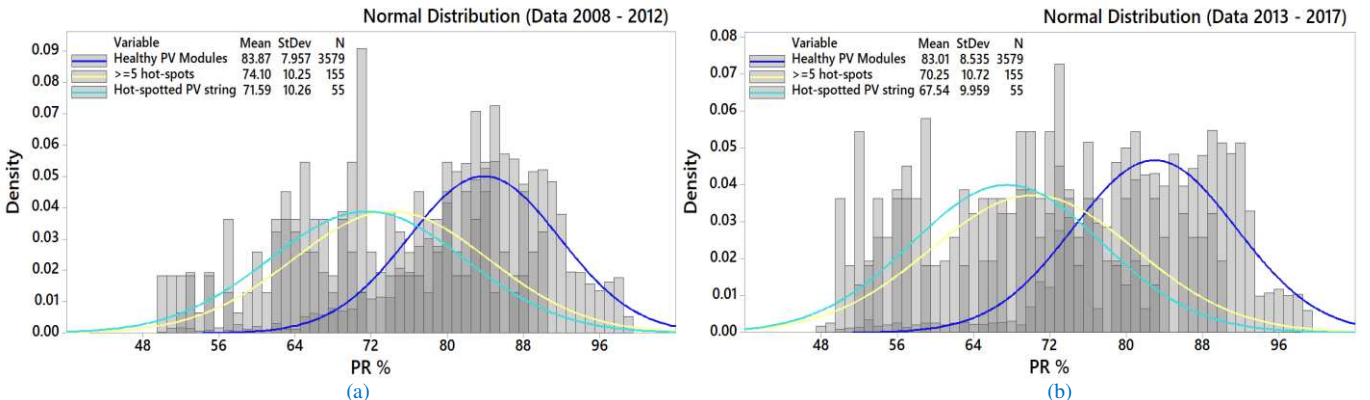 Normal Distribution (Data 2008 - 2012)
Variable Mean StDev N
Healthy PV Modules 83.87 7.957 3579
>=5 hot-spots 74.10 10.25 155
Hot-spotted PV string 71.59 10.26 55
0.09
0.08
0.07
0.06
0.05
0.04
0.03
0.02
0.01
0.00
Density
48 56 64 72 80 88 96
PR %
(a)
Normal Distribution (Data 2013 - 2017)
Variable Mean StDev N
Healthy PV Modules 83.01 8.535 3579
>=5 hot-spots 70.25 10.72 155
Hot-spotted PV string 67.54 9.959 55
0.08
0.07
0.06
0.05
0.04
0.03
0.02
0.01
0.00
Density
48 56 64 72 80 88 96
PR %
(b)